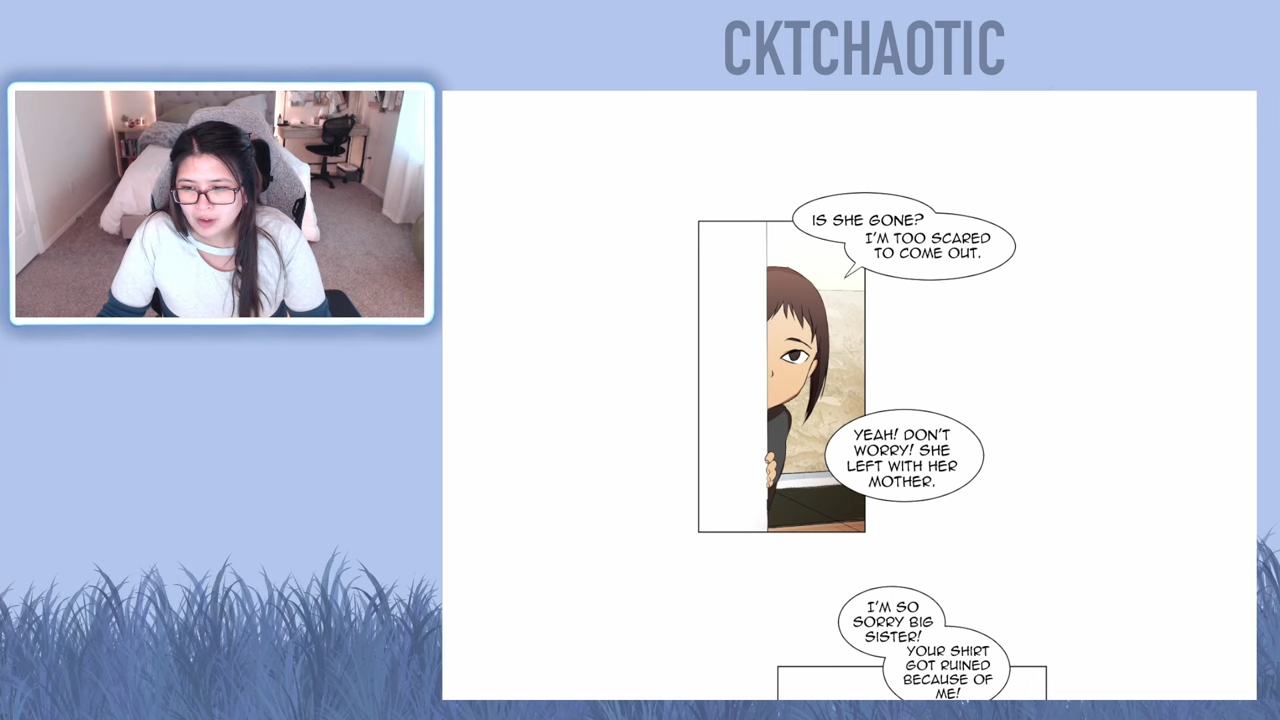 CKTCHAOTIC
IS SHE GONE?
I'M TOO SCARED
TO COME OUT.
YEAH! DON'T
WORRY! SHE
LEFT WITH HER
MOTHER.
I'M SO
SORRY BIG
SISTER!
YOUR SHIRT
GOT RUINED
BECAUSE OF
ME!